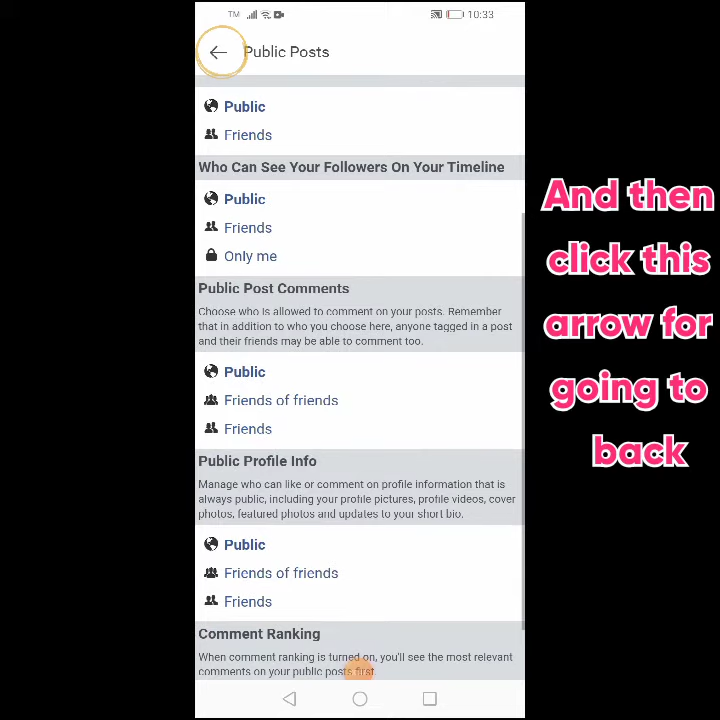 TM 10:33
Public Posts
Public
Friends
Who Can See Your Followers On Your Timeline
Public
Friends
Only me
Public Post Comments
Choose who is allowed to comment on your posts. Remember
that in addition to who you choose here, anyone tagged in a post
and their friends may be able to comment too.
Public
Friends of friends
Friends
Public Profile Info
Manage who can like or comment on profile information that is
always public, including your profile pictures, profile videos, cover
photos, featured photos and updates to your short bio.
Public
Friends of friends
Friends
Comment Ranking
When comment ranking is turned on, you'll see the most relevant
comments on your public posts first.
And then
click this
arrow for
going to
back